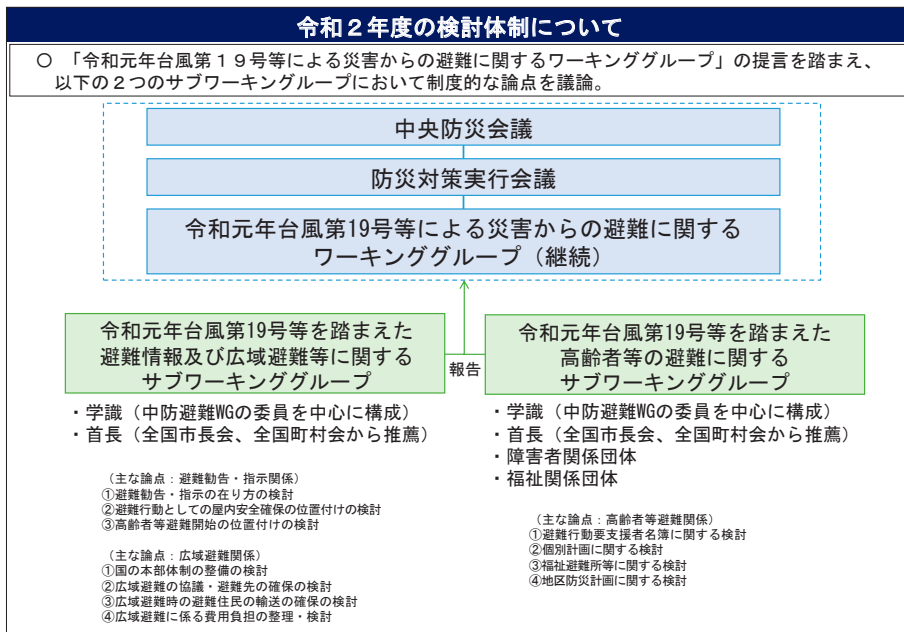 令和２年度の検討体制について
○ 「令和元年台風第１９号等による災害からの避難に関するワーキンググループ」の提言を踏まえ、
以下の２つのサブワーキングループにおいて制度的な論点を議論。
中央防災会議
防災対策実行会議
令和元年台風第19号等による災害からの避難に関する
ワーキンググループ（継続）
令和元年台風第19号等を踏まえた
避難情報及び広域避難等に関する
サブワーキンググループ
報告
令和元年台風第19号等を踏まえた
高齢者等の避難に関する
サブワーキンググループ
・学識（中防避難WGの委員を中心に構成）
・首長（全国市長会、全国町村会から推薦）
（主な論点：避難勧告・指示関係）
①避難勧告・指示の在り方の検討
②避難行動としての屋内安全確保の位置付けの検討
③高齢者等避難開始の位置付けの検討
（主な論点：広域避難関係）
①国の本部体制の整備の検討
②広域避難の協議・避難先の確保の検討
③広域避難時の避難住民の輸送の確保の検討
④広域避難に係る費用負担の整理・検討
・学識（中防避難WGの委員を中心に構成）
・首長（全国市長会、全国町村会から推薦）
・障害者関係団体
・福祉関係団体
（主な論点：高齢者等避難関係）
①避難行動要支援者名簿に関する検討
②個別計画に関する検討
③福祉避難所等に関する検討
④地区防災計画に関する検討